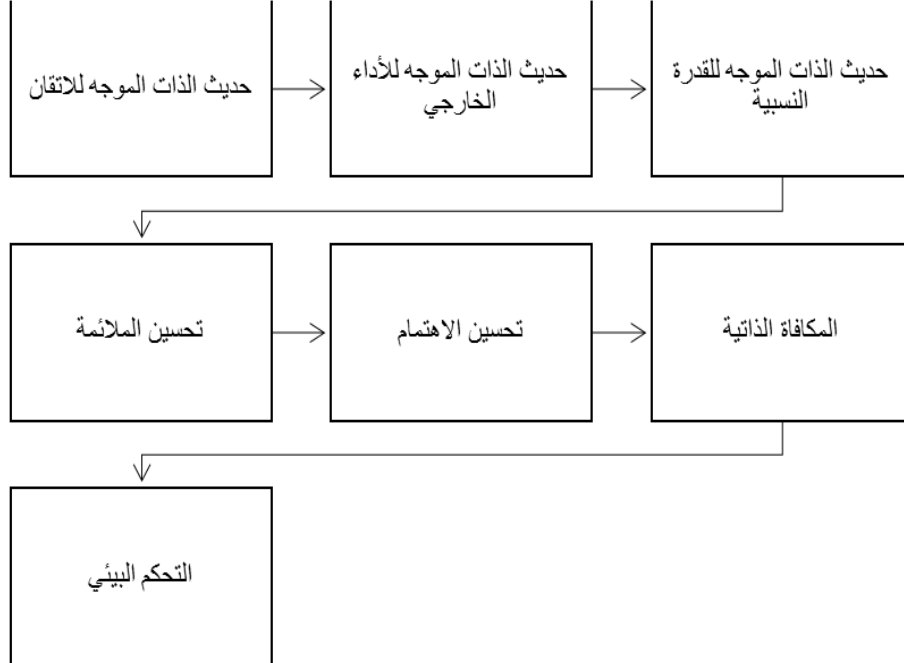 حديث الذات الموجه للاتقان
حديث الذات الموجه للأداء
الخارجي
حديث الذات الموجه للقدرة
النسبية
تحسين الملائمة
تحسين الاهتمام
المكافاة الذاتية
التحكم البيئي